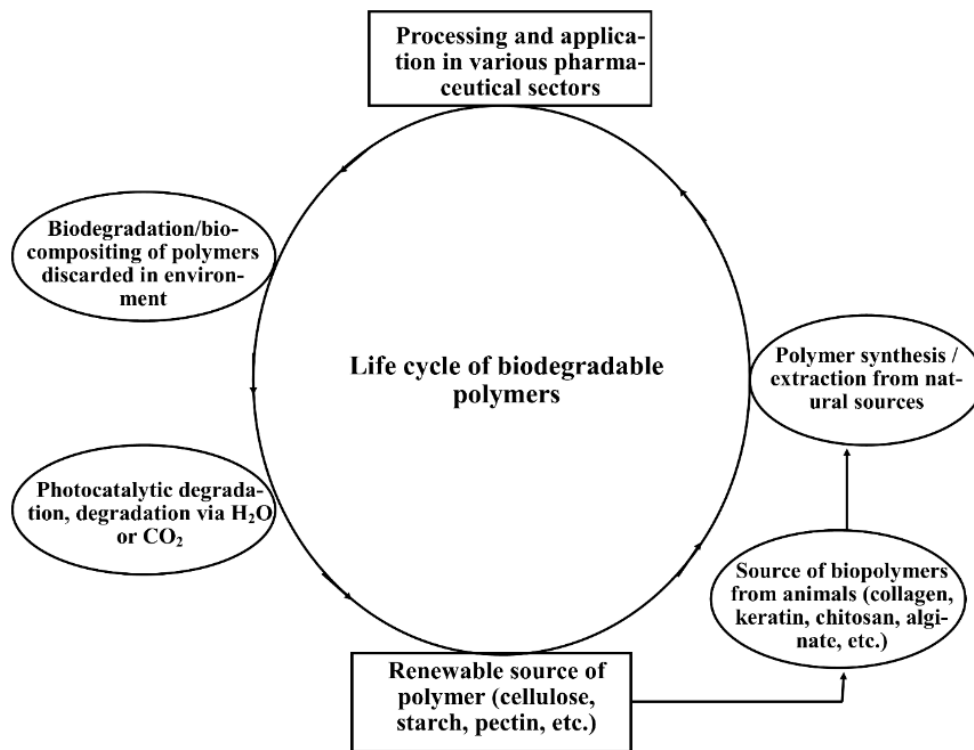 Processing and applica-
tion in various pharma-
ceutical sectors
Biodegradation/bio-
compositing of polymers
discarded in environ-
ment
Life cycle of biodegradable
polymers
Polymer synthesis /
extraction from nat-
ural sources
Photocatalytic degrada-
tion, degradation via H₂O
or CO₂
Source of biopolymers
from animals (collagen,
keratin, chitosan, algi-
nate, etc.)
Renewable source of
polymer (cellulose,
starch, pectin, etc.)